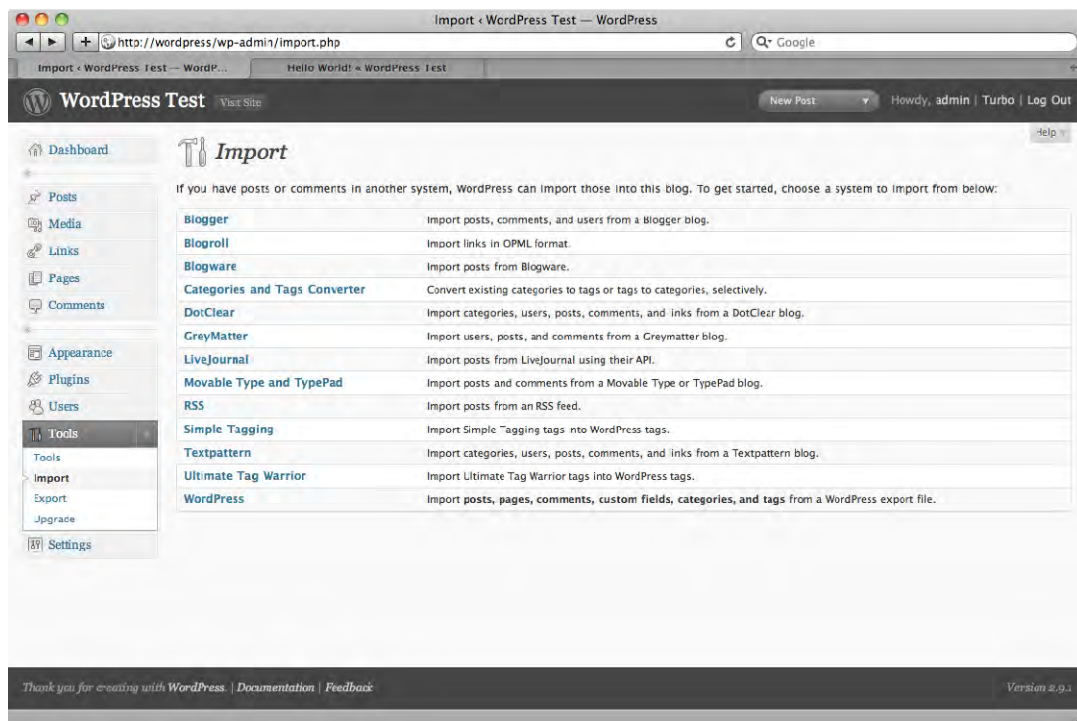 Import ‹ WordPress Test — WordPress
http://wordpress/wp-admin/import.php
Google
Import ‹ WordPress Test — WordP...
Hello World! « WordPress Test
WordPress Test Visit Site
New Post
Howdy, admin | Turbo | Log Out
Help
Dashboard
Posts
Media
Links
Pages
Comments
Appearance
Plugins
Users
Tools
Tools
Import
Export
Upgrade
Settings
Import
If you have posts or comments in another system, WordPress can import those into this blog. To get started, choose a system to import from below:
Blogger Import posts, comments, and users from a Blogger blog.
Blogroll Import links in OPML format.
Blogware Import posts from Blogware.
Categories and Tags Converter Convert existing categories to tags or tags to categories, selectively.
DotClear Import categories, users, posts, comments, and links from a DotClear blog.
GreyMatter Import users, posts, and comments from a Greymatter blog.
LiveJournal Import posts from LiveJournal using their API.
Movable Type and TypePad Import posts and comments from a Movable Type or TypePad blog.
RSS Import posts from an RSS feed.
Simple Tagging Import Simple Tagging tags into WordPress tags.
Textpattern Import categories, users, posts, comments, and links from a Textpattern blog.
Ultimate Tag Warrior Import Ultimate Tag Warrior tags into WordPress tags.
WordPress Import posts, pages, comments, custom fields, categories, and tags from a WordPress export file.
Thank you for creating with WordPress. | Documentation | Feedback
Version 2.9.1